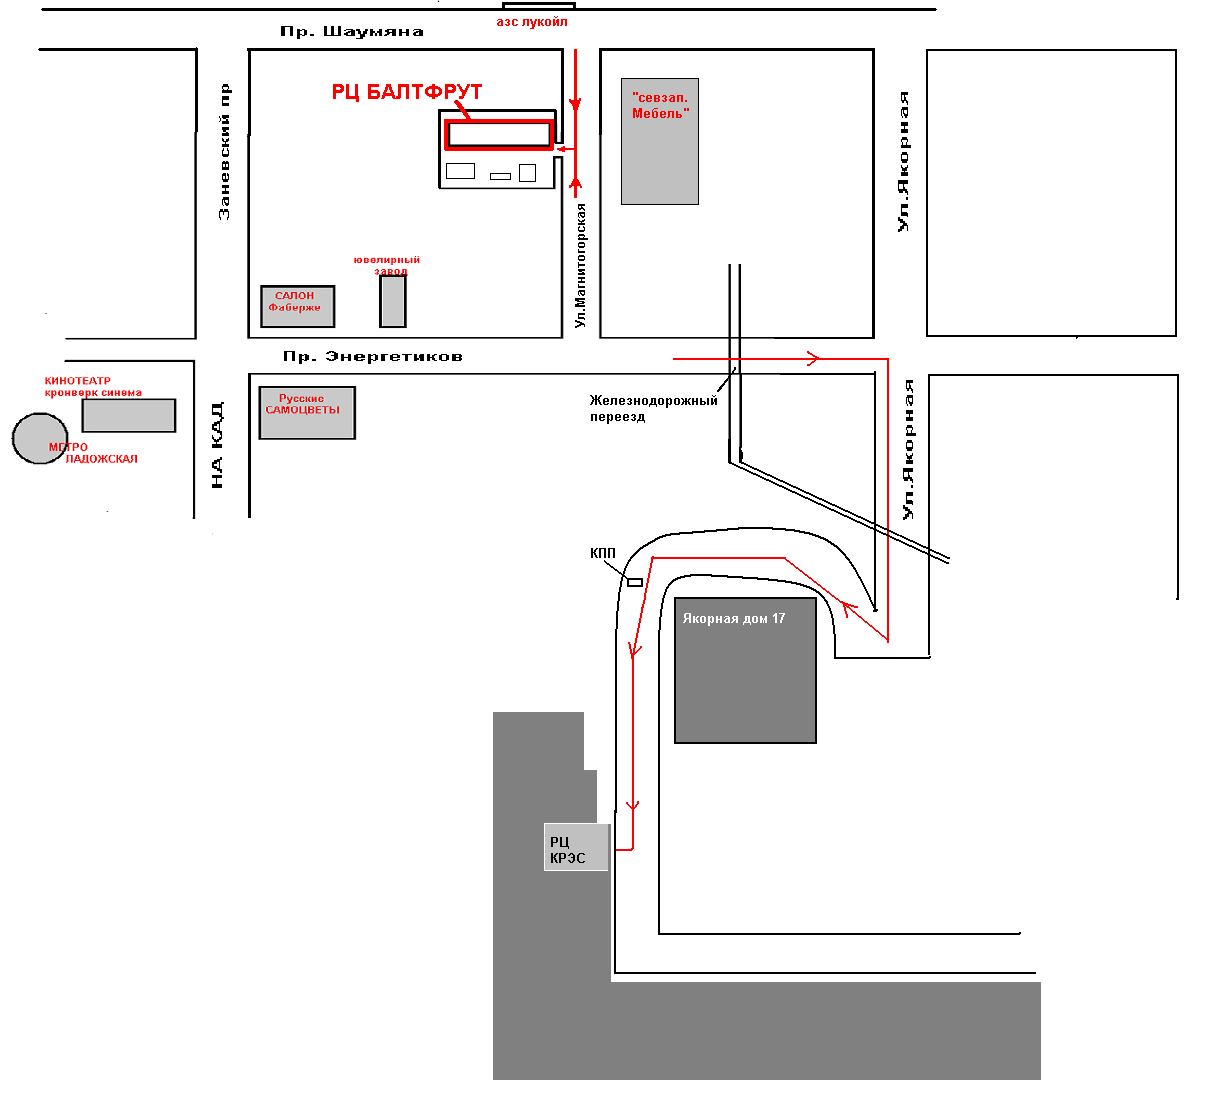 азс лукойл
Пр. Шаумяна
Заневский пр
РЦ БАЛТФРУТ
"севзап.
Мебель"
Ул.Якорная
Ул.Магнитогорская
ювелирный
завод
САЛОН
Фаберже
Пр. Энергетиков
КИНОТЕАТР
кронверк синема
МЕТРО
ЛАДОЖСКАЯ
НА КАД
Русские
САМОЦВЕТЫ
Железнодорожный
переезд
Ул.Якорная
КПП
Якорная дом 17
РЦ
КРЭС